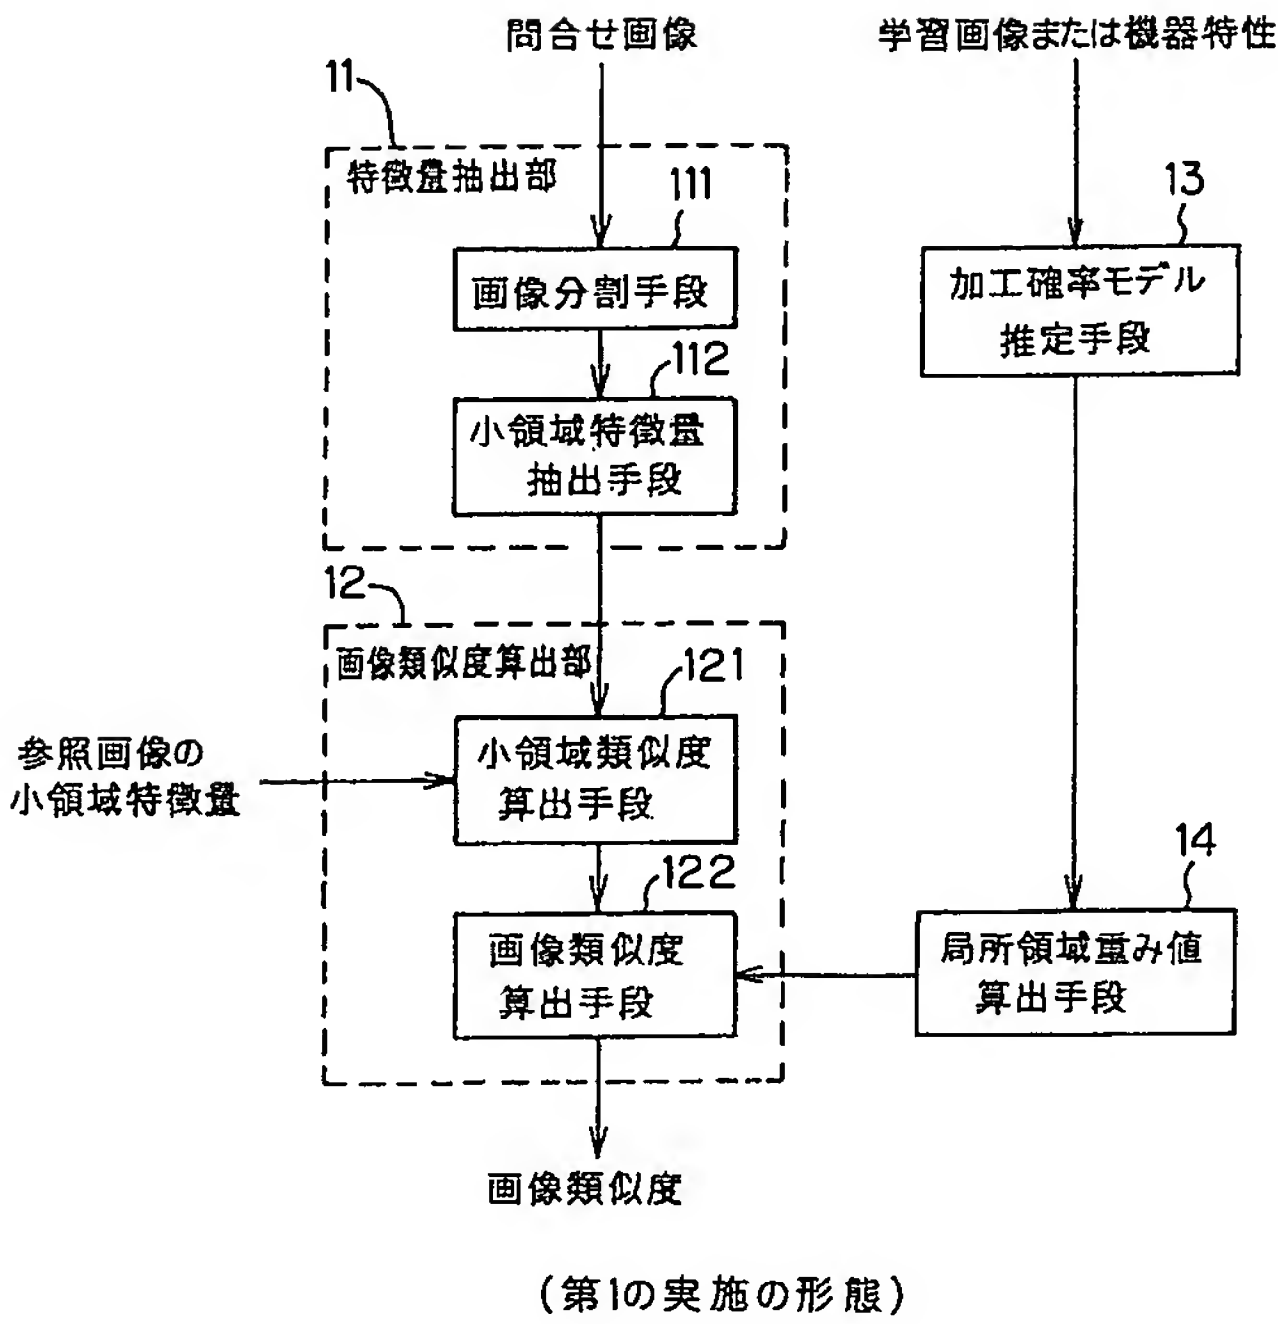 問合せ画像
学習画像または機器特性
11
特徴量抽出部
111
画像分割手段
112
小領域特徴量
抽出手段
13
加工確率モデル
推定手段
12
画像類似度算出部
121
小領域類似度
算出手段
参照画像の
小領域特徴量
122
画像類似度
算出手段
14
局所領域重み値
算出手段
画像類似度
(第1の実施の形態)